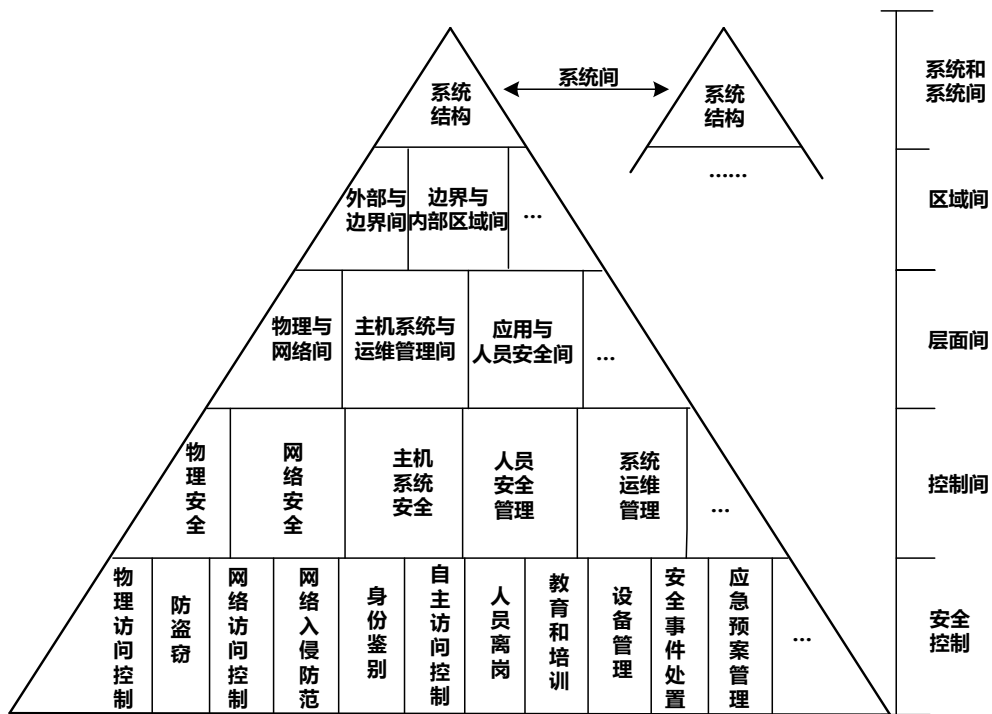 系统
结构
系统间
系统
结构
系统和
系统间
外部与
边界间
边界与
内部区域间
...
......
区域间
物理与
网络间
主机系统与
运维管理间
应用与
人员安全间
...
层面间
物理安全
网络安全
主机
系统
安全
人员
安全
管理
系统
运维
管理
...
控制间
物理访问控制
防盗窃
网络访问控制
网络入侵防范
身份鉴别
自主访问控制
人员离岗
教育和培训
设备管理
安全事件处置
应急预案管理
...
安全
控制